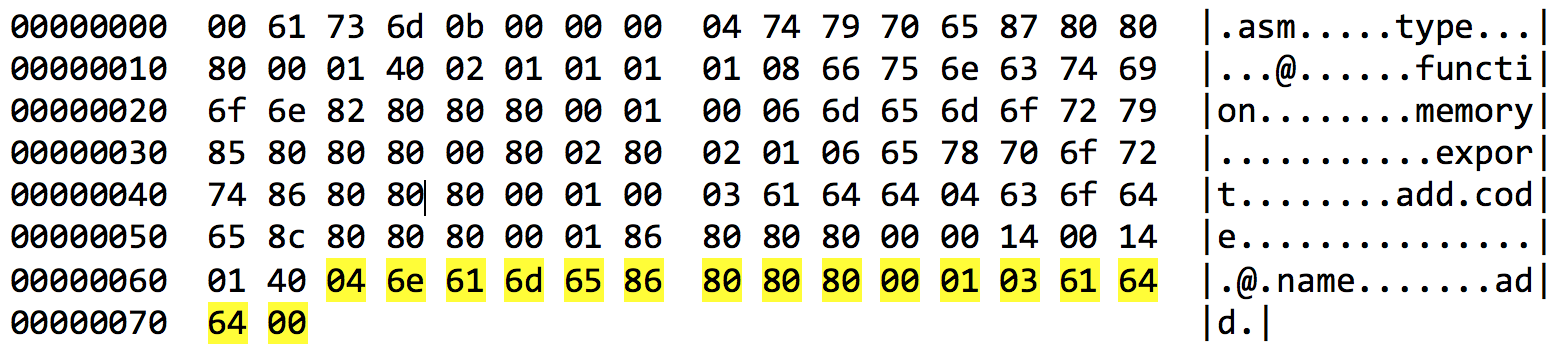 00000000  00 61 73 6d 0b 00 00 00  04 74 79 70 65 87 80 80  |.asm.....type...|
00000010  80 00 01 40 02 01 01 01  01 08 66 75 6e 63 74 69  |...@......functi|
00000020  6f 6e 82 80 80 80 00 01  00 06 6d 65 6d 6f 72 79  |on........memory|
00000030  85 80 80 80 00 80 02 80  02 01 06 65 78 70 6f 72  |...........expor|
00000040  74 86 80 80 80 00 01 00  03 61 64 64 04 63 6f 64  |t........add.cod|
00000050  65 8c 80 80 80 00 01 86  80 80 80 00 00 14 00 14  |e...............|
00000060  01 40 04 6e 61 6d 65 86  80 80 80 00 01 03 61 64  |.@.name.......ad|
00000070  64 00  |d.|